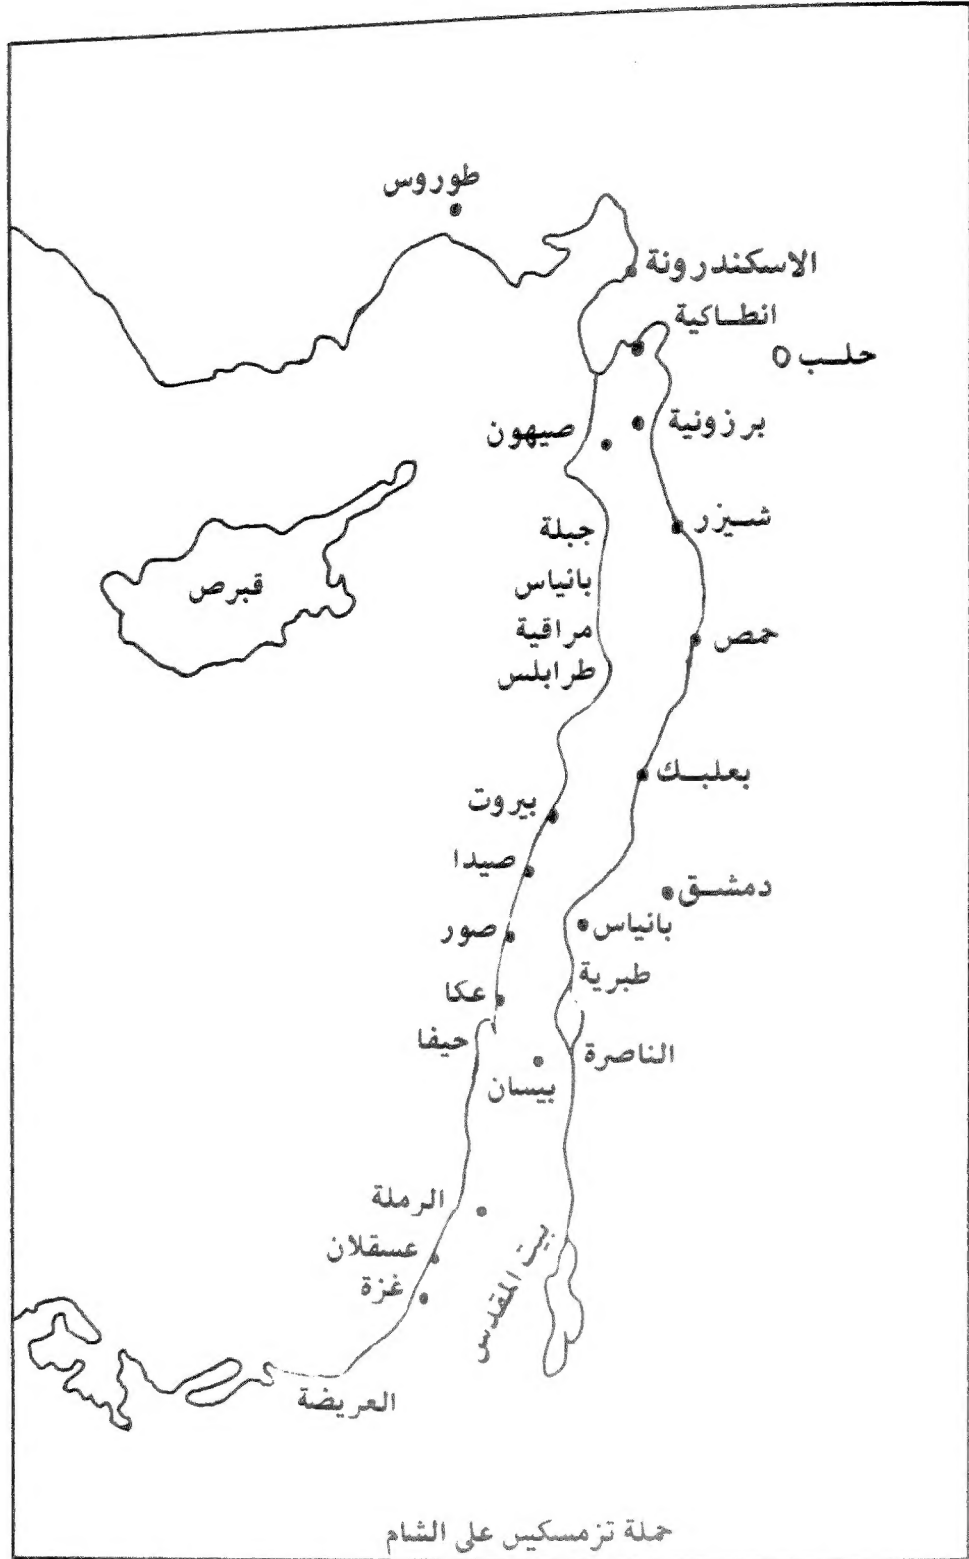 طوروس
الاسكندرونة
انطاكية
حلب
برزونية
صيهون
شيزر
جبلة
بانياس
قبرص
مراقية
حمص
طرابلس
بعلبك
بيروت
صيدا
دمشق
بانياس
صور
طبرية
عكا
حيفا
الناصرة
بيسان
الرملة
عسقلان
بيت المقدس
غزة
العريضة
حملة تزمسكيس على الشام